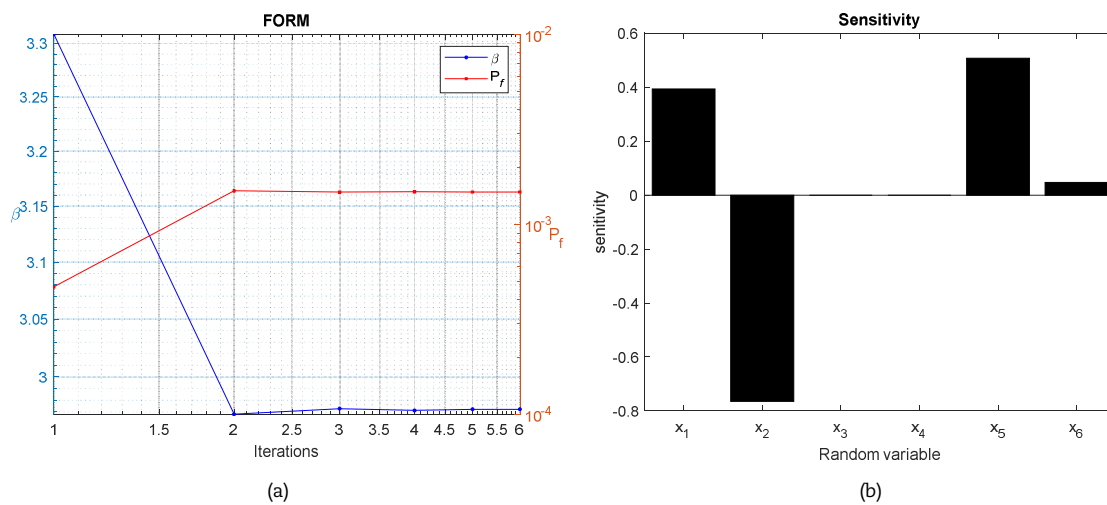 FORM
10^-2
3.3
β
P_f
3.25
3.2
3.15
β
10^-3
P_f
3.1
3.05
3
10^-4
1 1.5 2 2.5 3 3.5 4 4.5 5 5.5 6
Iterations
(a)
Sensitivity
0.6
0.4
0.2
0
senitivity
-0.2
-0.4
-0.6
-0.8
x_1 x_2 x_3 x_4 x_5 x_6
Random variable
(b)